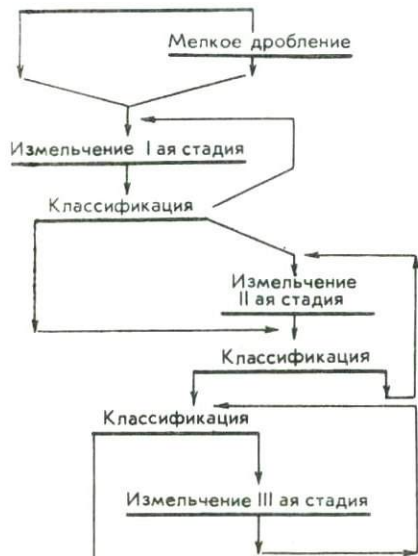 Мелкое дробление
Измельчение I ая стадия
Классификация
Измельчение
II ая стадия
Классификация
Классификация
Измельчение III ая стадия